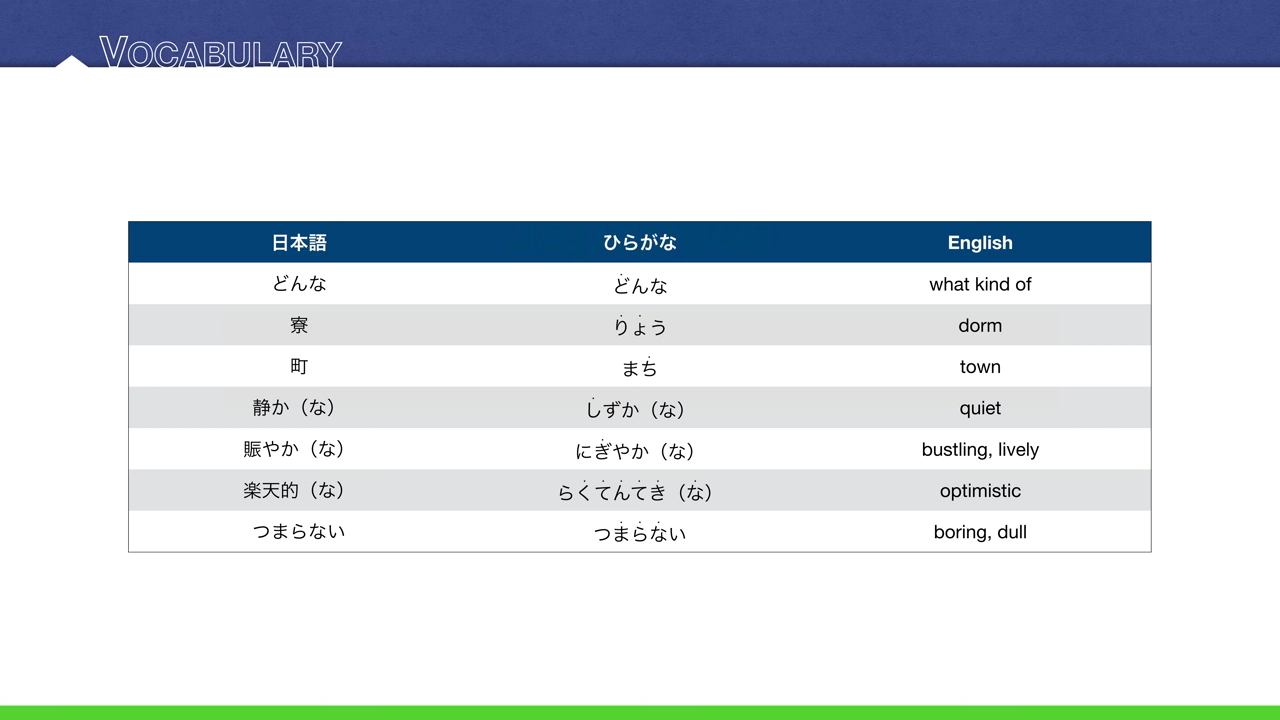 VOCABULARY
日本語 ひらがな English
どんな どんな what kind of
寮 りょう dorm
町 まち town
静か（な） しずか（な） quiet
賑やか（な） にぎやか（な） bustling, lively
楽天的（な） らくてんてき（な） optimistic
つまらない つまらない boring, dull